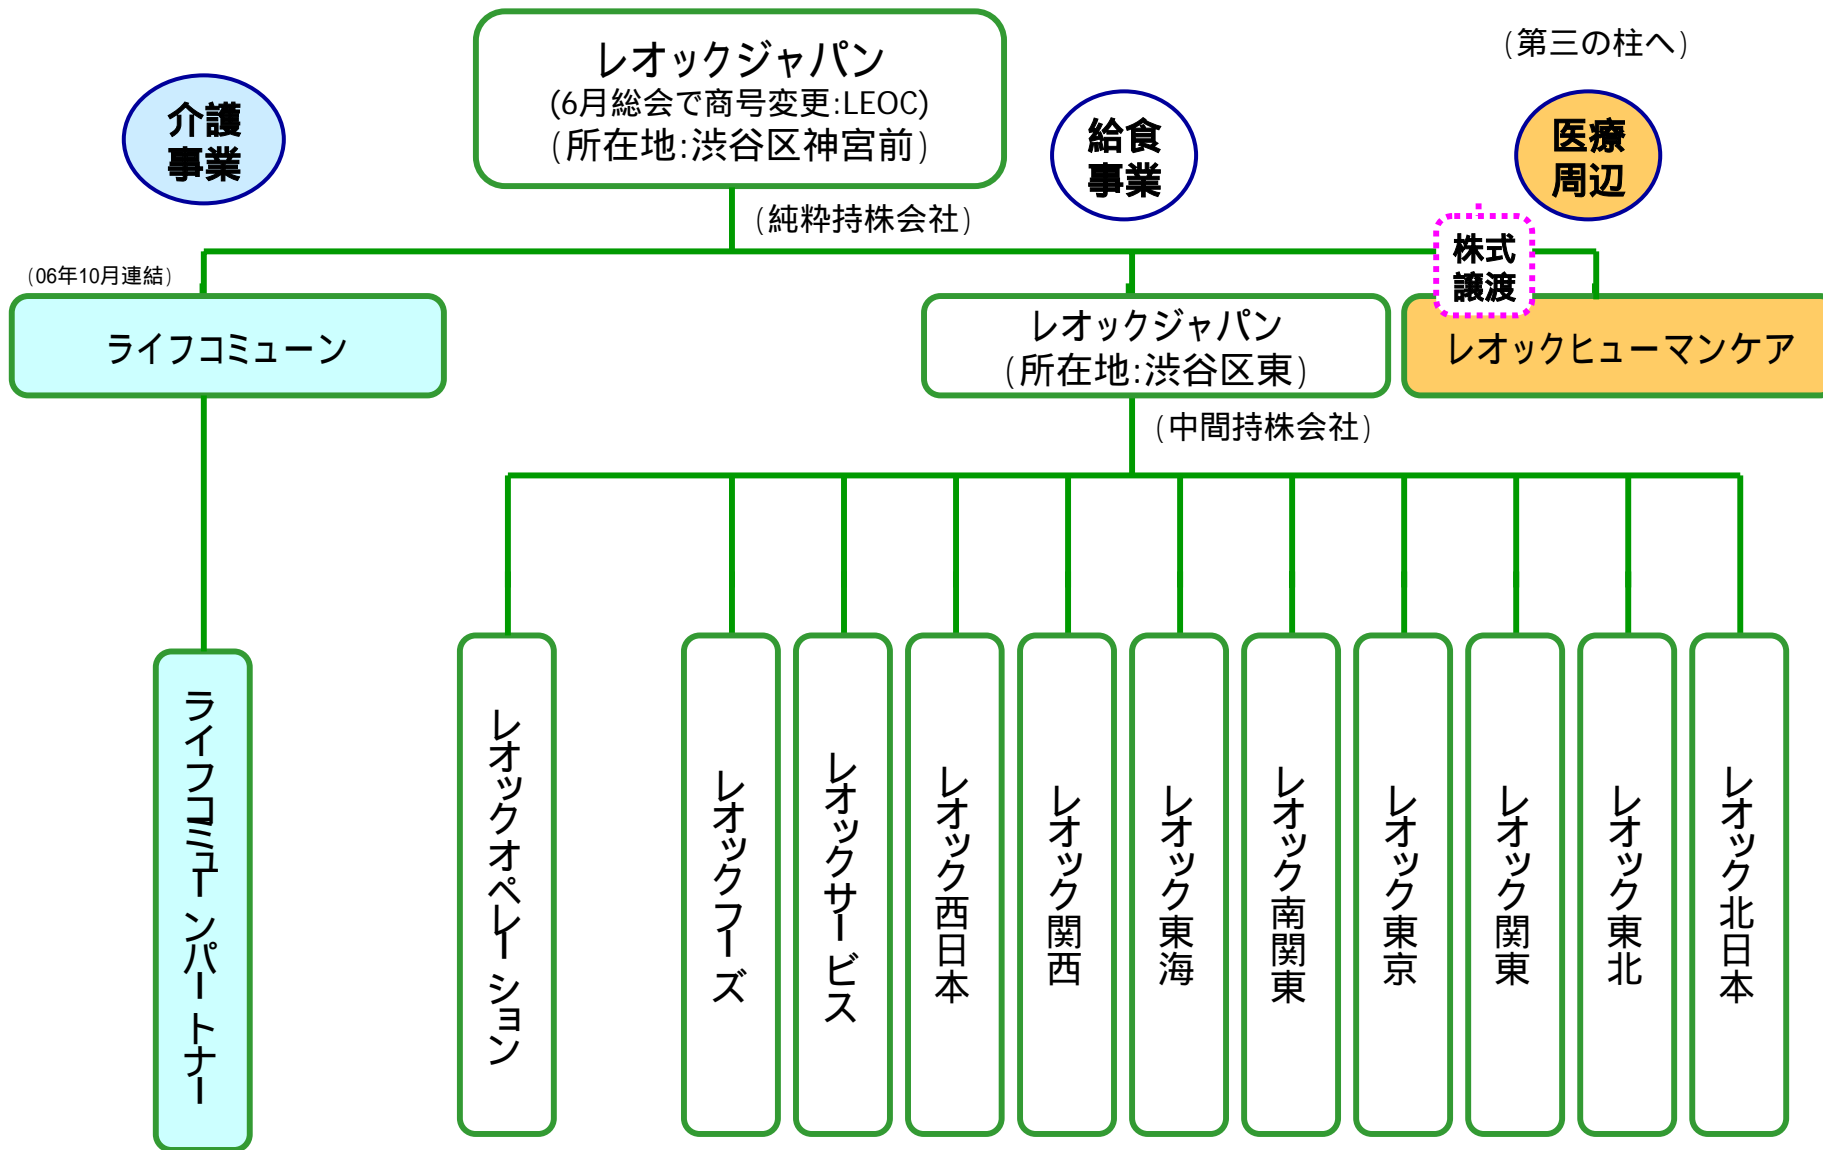 レオックジャパン
(6月総会で商号変更:LEOC)
(所在地:渋谷区神宮前)
(第三の柱へ)
介護
事業
給食
事業
医療
周辺
(純粋持株会社)
株式
譲渡
(06年10月連結)
ライフコミューン
レオックジャパン
(所在地:渋谷区東)
レオックヒューマンケア
(中間持株会社)
ライフコミューンパートナー
レオックオペレーション
レオックフーズ
レオックサービス
レオック西日本
レオック関西
レオック東海
レオック南関東
レオック東京
レオック関東
レオック東北
レオック北日本